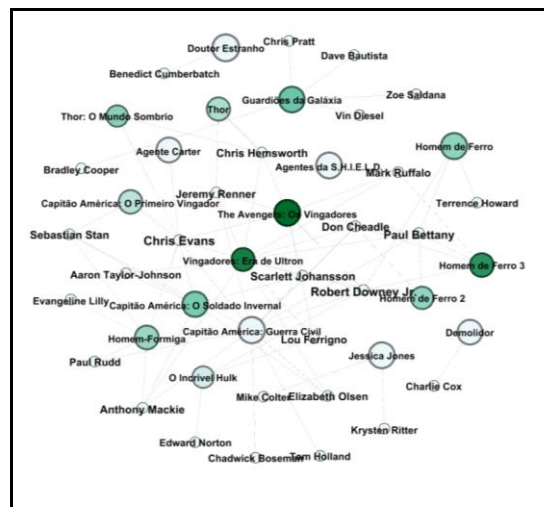 Chris Pratt
Doutor Estranho
Dave Bautista
Benedict Cumberbatch
Zoe Saldana
Guardiões da Galáxia
Thor
Thor: O Mundo Sombrio
Vin Diesel
Homem de Ferro
Agente Carter
Chris Hemsworth
Agentes da S.H.I.E.L.D.
Bradley Cooper
Mark Ruffalo
Jeremy Renner
Terrence Howard
Capitão América: O Primeiro Vingador
The Avengers: Os Vingadores
Don Cheadle
Sebastian Stan
Paul Bettany
Chris Evans
Vingadores: Era de Ultron
Homem de Ferro 3
Aaron Taylor-Johnson
Scarlett Johansson
Robert Downey Jr.
Evangeline Lilly
Capitão América: O Soldado Invernal
Homem de Ferro 2
Capitão América: Guerra Civil
Demolidor
Homem-Formiga
Lou Ferrigno
Jessica Jones
Paul Rudd
O Incrível Hulk
Charlie Cox
Mike Colter
Elizabeth Olsen
Anthony Mackie
Krysten Ritter
Edward Norton
Chadwick Boseman
Tom Holland